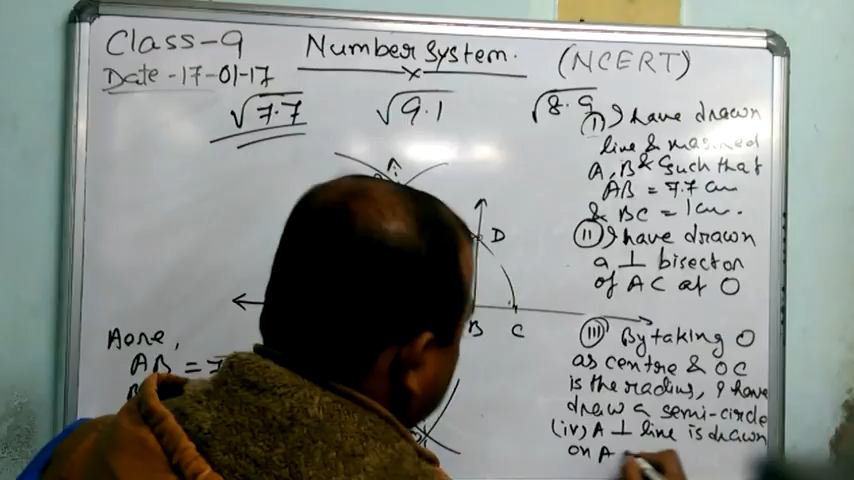 Class-9
Number System.
(NCERT)
Date-17-01-17
√7.7
√9.1
√8.9
(I) I have drawn
line & marked
A, B & C such that
AB = 7.7 cm
& BC = 1 cm.
(II) I have drawn
a ⊥ bisector
of AC at O
D
B
C
(III) By taking O
as centre & OC
is the radius, I have
draw a semi-circle
(iv) A ⊥ line is drawn
on A
AB =